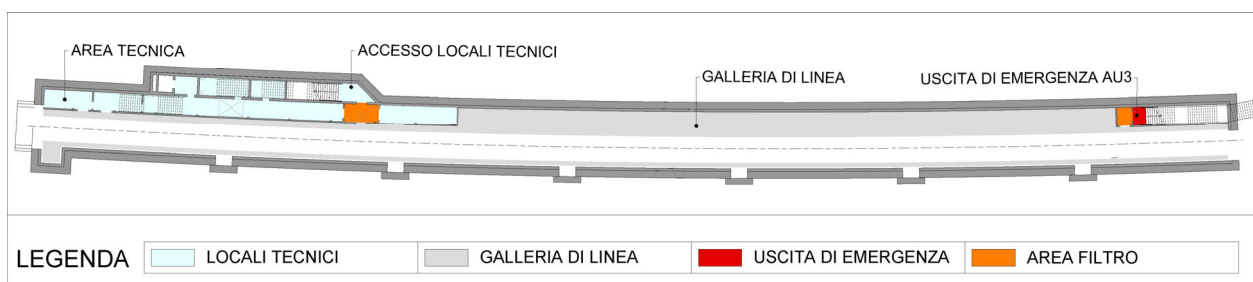 AREA TECNICA
ACCESSO LOCALI TECNICI
GALLERIA DI LINEA
USCITA DI EMERGENZA AU3
LEGENDA
LOCALI TECNICI
GALLERIA DI LINEA
USCITA DI EMERGENZA
AREA FILTRO